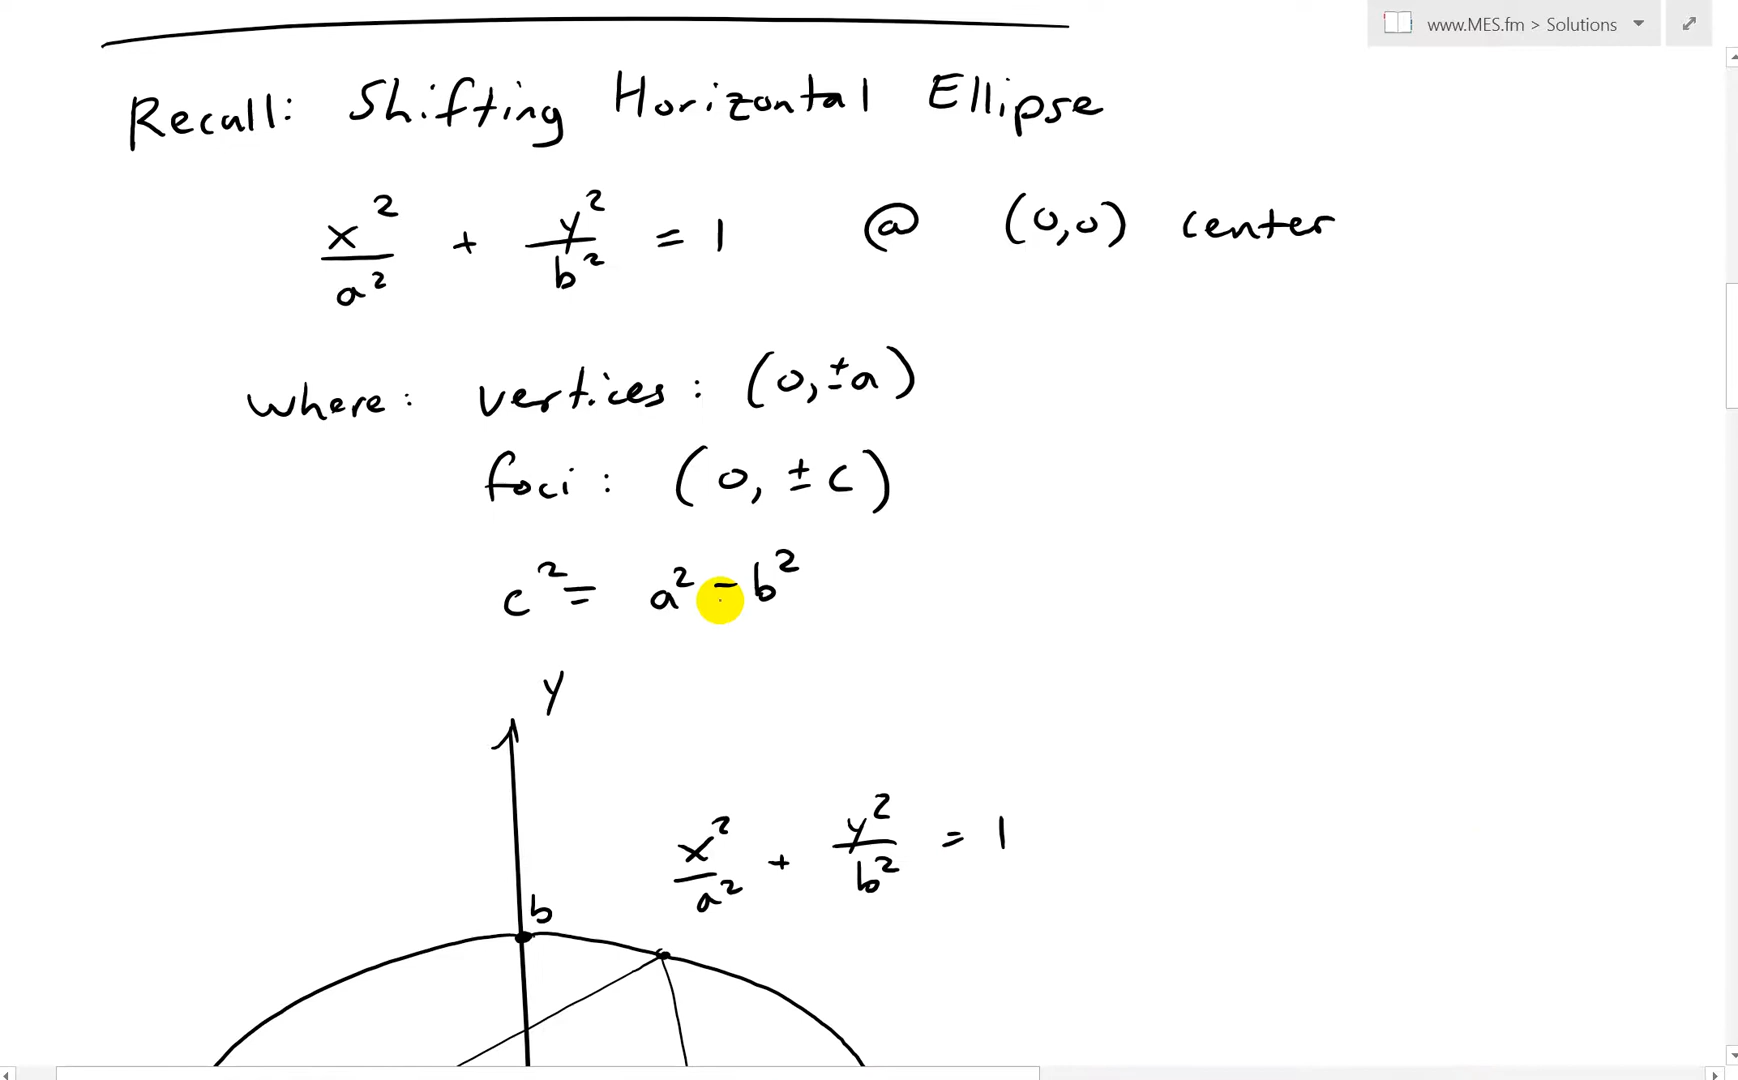 www.MES.fm > Solutions
Recall: Shifting Horizontal Ellipse
x²/a² + y²/b² = 1 @ (0,0) center
where: vertices: (0, ±a)
foci: (0, ±c)
c² = a² - b²
y
x²/a² + y²/b² = 1
b